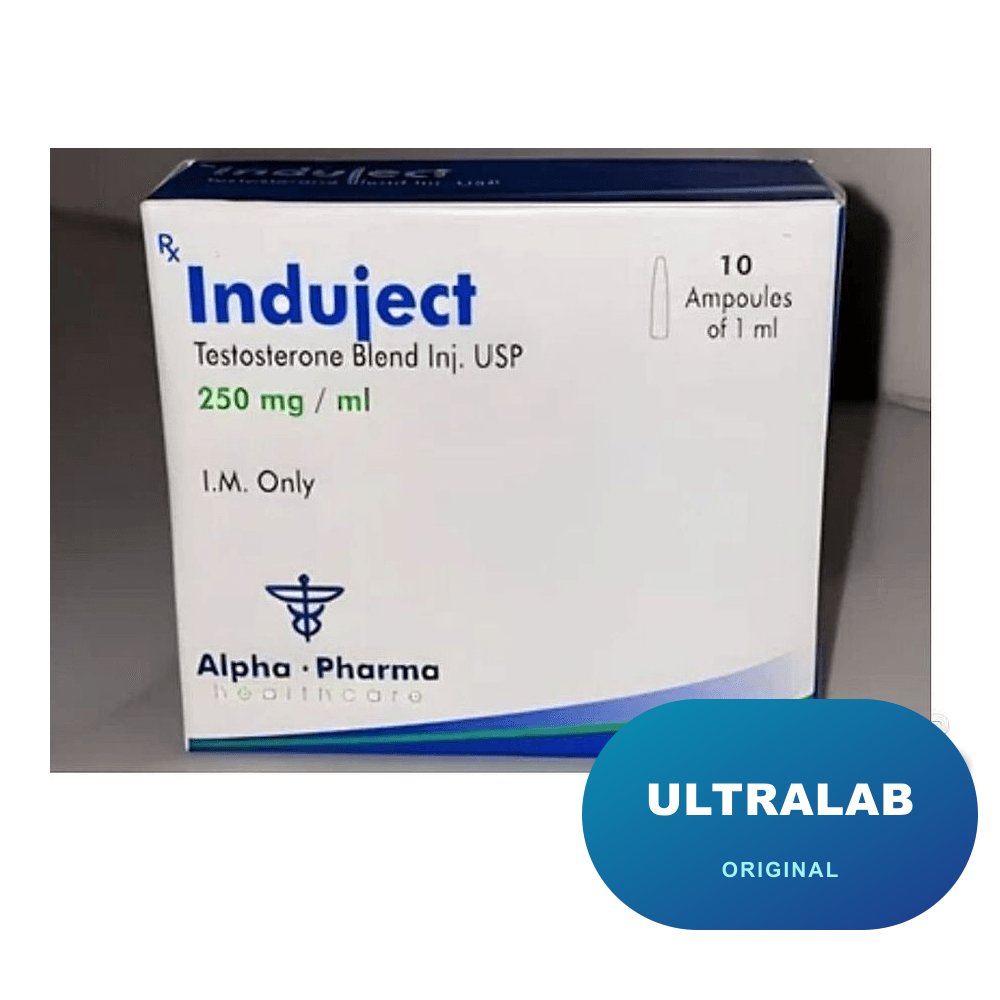 Induject
Testosterone Blend Inj. USP
Rx
Induject
Testosterone Blend Inj. USP
250 mg / ml
10
Ampoules
of 1 ml
I.M. Only
Alpha · Pharma
healthcare
ULTRALAB
ORIGINAL